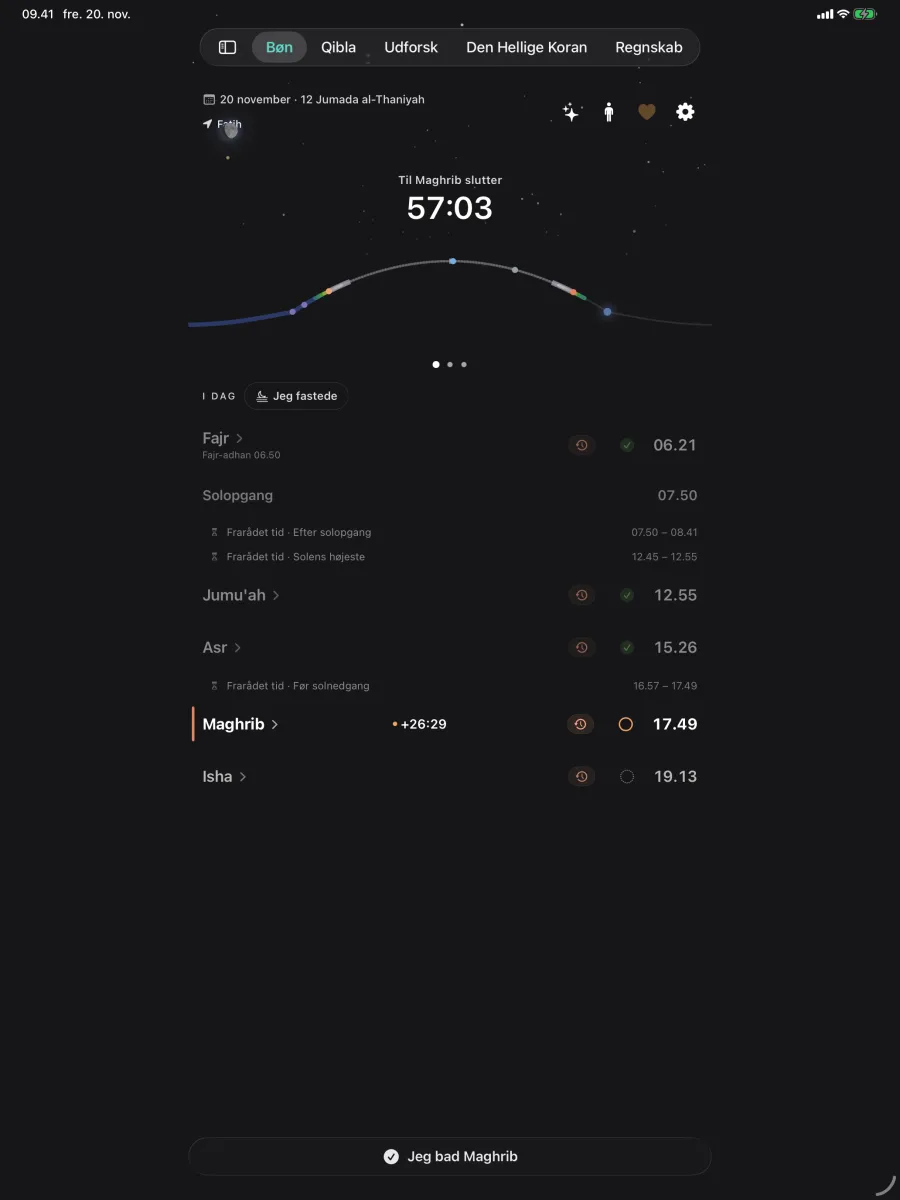 09.41 fre. 20. nov.
Bøn Qibla Udforsk Den Hellige Koran Regnskab
20 november · 12 Jumada al-Thaniyah
Fatih
Til Maghrib slutter
57:03
I DAG Jeg fastede
Fajr 06.21
Fajr-adhan 06.50
Solopgang 07.50
Frarådet tid · Efter solopgang 07.50 – 08.41
Frarådet tid · Solens højeste 12.45 – 12.55
Jumu'ah 12.55
Asr 15.26
Frarådet tid · Før solnedgang 16.57 – 17.49
Maghrib +26:29 17.49
Isha 19.13
Jeg bad Maghrib